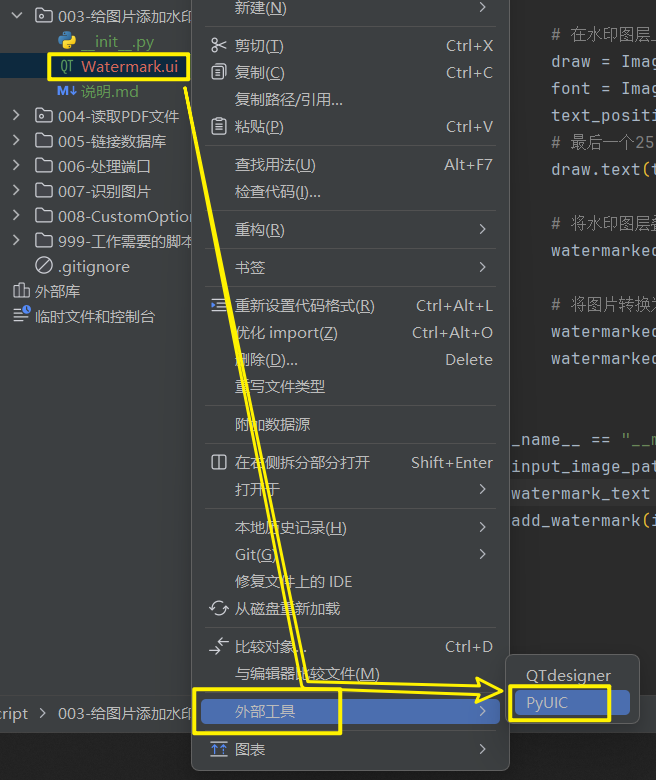 003-给图片添加水印
__init__.py
QT Watermark.ui
M↓ 说明.md
004-读取PDF文件
005-链接数据库
006-处理端口
007-识别图片
008-CustomOption
999-工作需要的脚本
.gitignore
外部库
临时文件和控制台
新建(N)
剪切(T) Ctrl+X
复制(C) Ctrl+C
复制路径/引用...
粘贴(P) Ctrl+V
查找用法(U) Alt+F7
检查代码(I)...
重构(R)
书签
重新设置代码格式(R) Ctrl+Alt+L
优化 import(Z) Ctrl+Alt+O
删除(D)... Delete
重写文件类型
附加数据源
在右侧拆分部分打开 Shift+Enter
打开于
本地历史记录(H)
Git(G)
修复文件上的 IDE
从磁盘重新加载
比较对象... Ctrl+D
与编辑器比较文件(M)
外部工具
图表
QTdesigner
PyUIC
# 在水印图层
draw = Imag
font = Imag
text_positi
# 最后一个25
draw.text(t
# 将水印图层
watermarked
# 将图片转换为
watermarked
watermarked
_name__ == "__m
input_image_pat
watermark_text
add_watermark(i
cript > 003-给图片添加水印